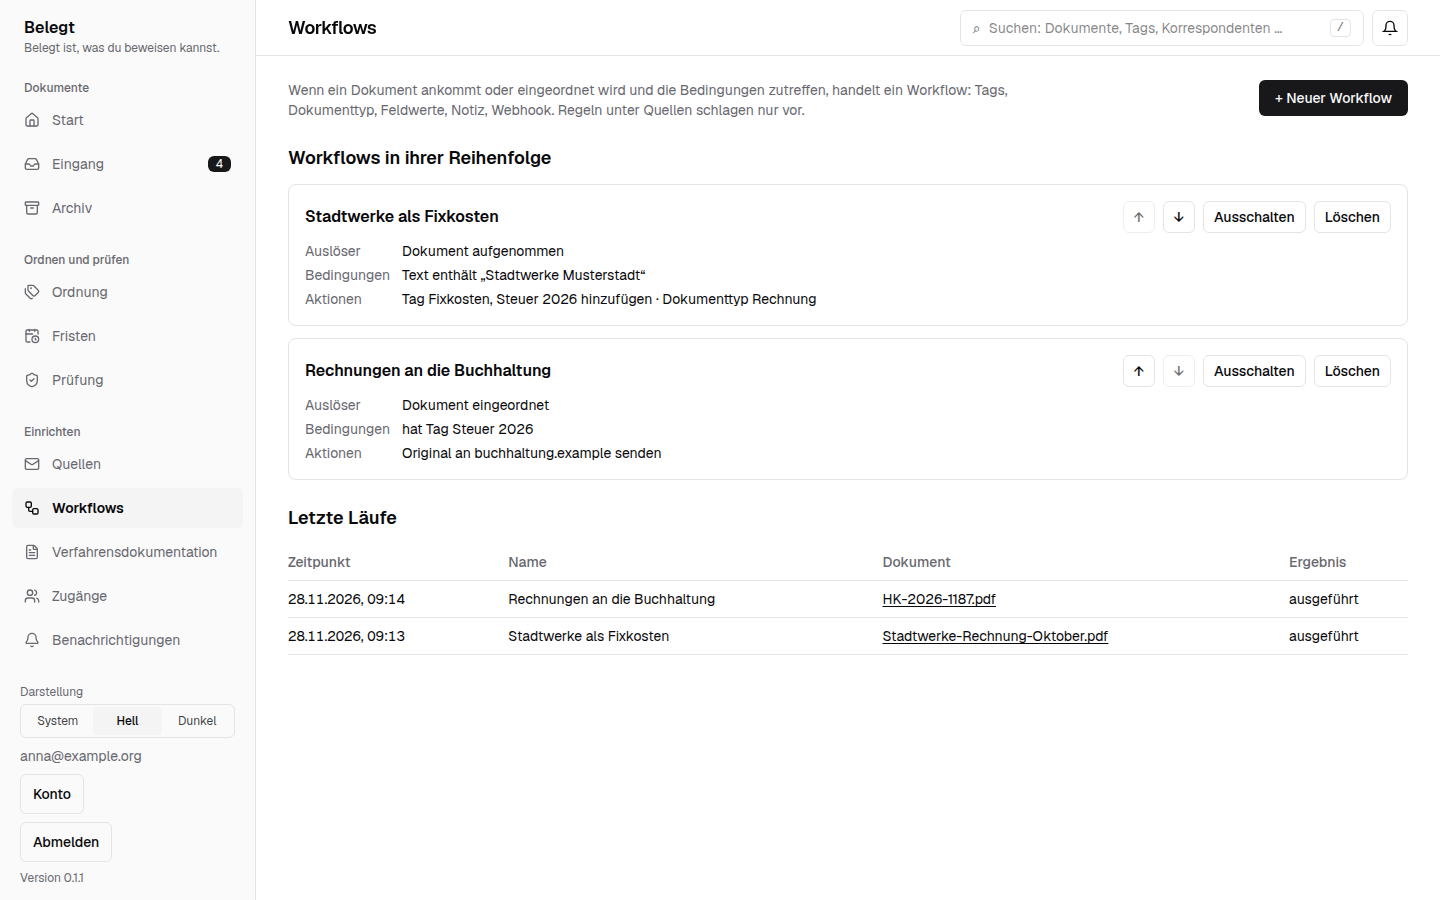 Belegt
Belegt ist, was du beweisen kannst.
Dokumente
Start
Eingang 4
Archiv
Ordnen und prüfen
Ordnung
Fristen
Prüfung
Einrichten
Quellen
Workflows
Verfahrensdokumentation
Zugänge
Benachrichtigungen
Darstellung
System Hell Dunkel
anna@example.org
Konto
Abmelden
Version 0.1.1
Workflows
Suchen: Dokumente, Tags, Korrespondenten … /
Wenn ein Dokument ankommt oder eingeordnet wird und die Bedingungen zutreffen, handelt ein Workflow: Tags,
Dokumenttyp, Feldwerte, Notiz, Webhook. Regeln unter Quellen schlagen nur vor.
+ Neuer Workflow
Workflows in ihrer Reihenfolge
Stadtwerke als Fixkosten
↑ ↓ Ausschalten Löschen
Auslöser Dokument aufgenommen
Bedingungen Text enthält „Stadtwerke Musterstadt“
Aktionen Tag Fixkosten, Steuer 2026 hinzufügen · Dokumenttyp Rechnung
Rechnungen an die Buchhaltung
↑ ↓ Ausschalten Löschen
Auslöser Dokument eingeordnet
Bedingungen hat Tag Steuer 2026
Aktionen Original an buchhaltung.example senden
Letzte Läufe
Zeitpunkt Name Dokument Ergebnis
28.11.2026, 09:14 Rechnungen an die Buchhaltung HK-2026-1187.pdf ausgeführt
28.11.2026, 09:13 Stadtwerke als Fixkosten Stadtwerke-Rechnung-Oktober.pdf ausgeführt